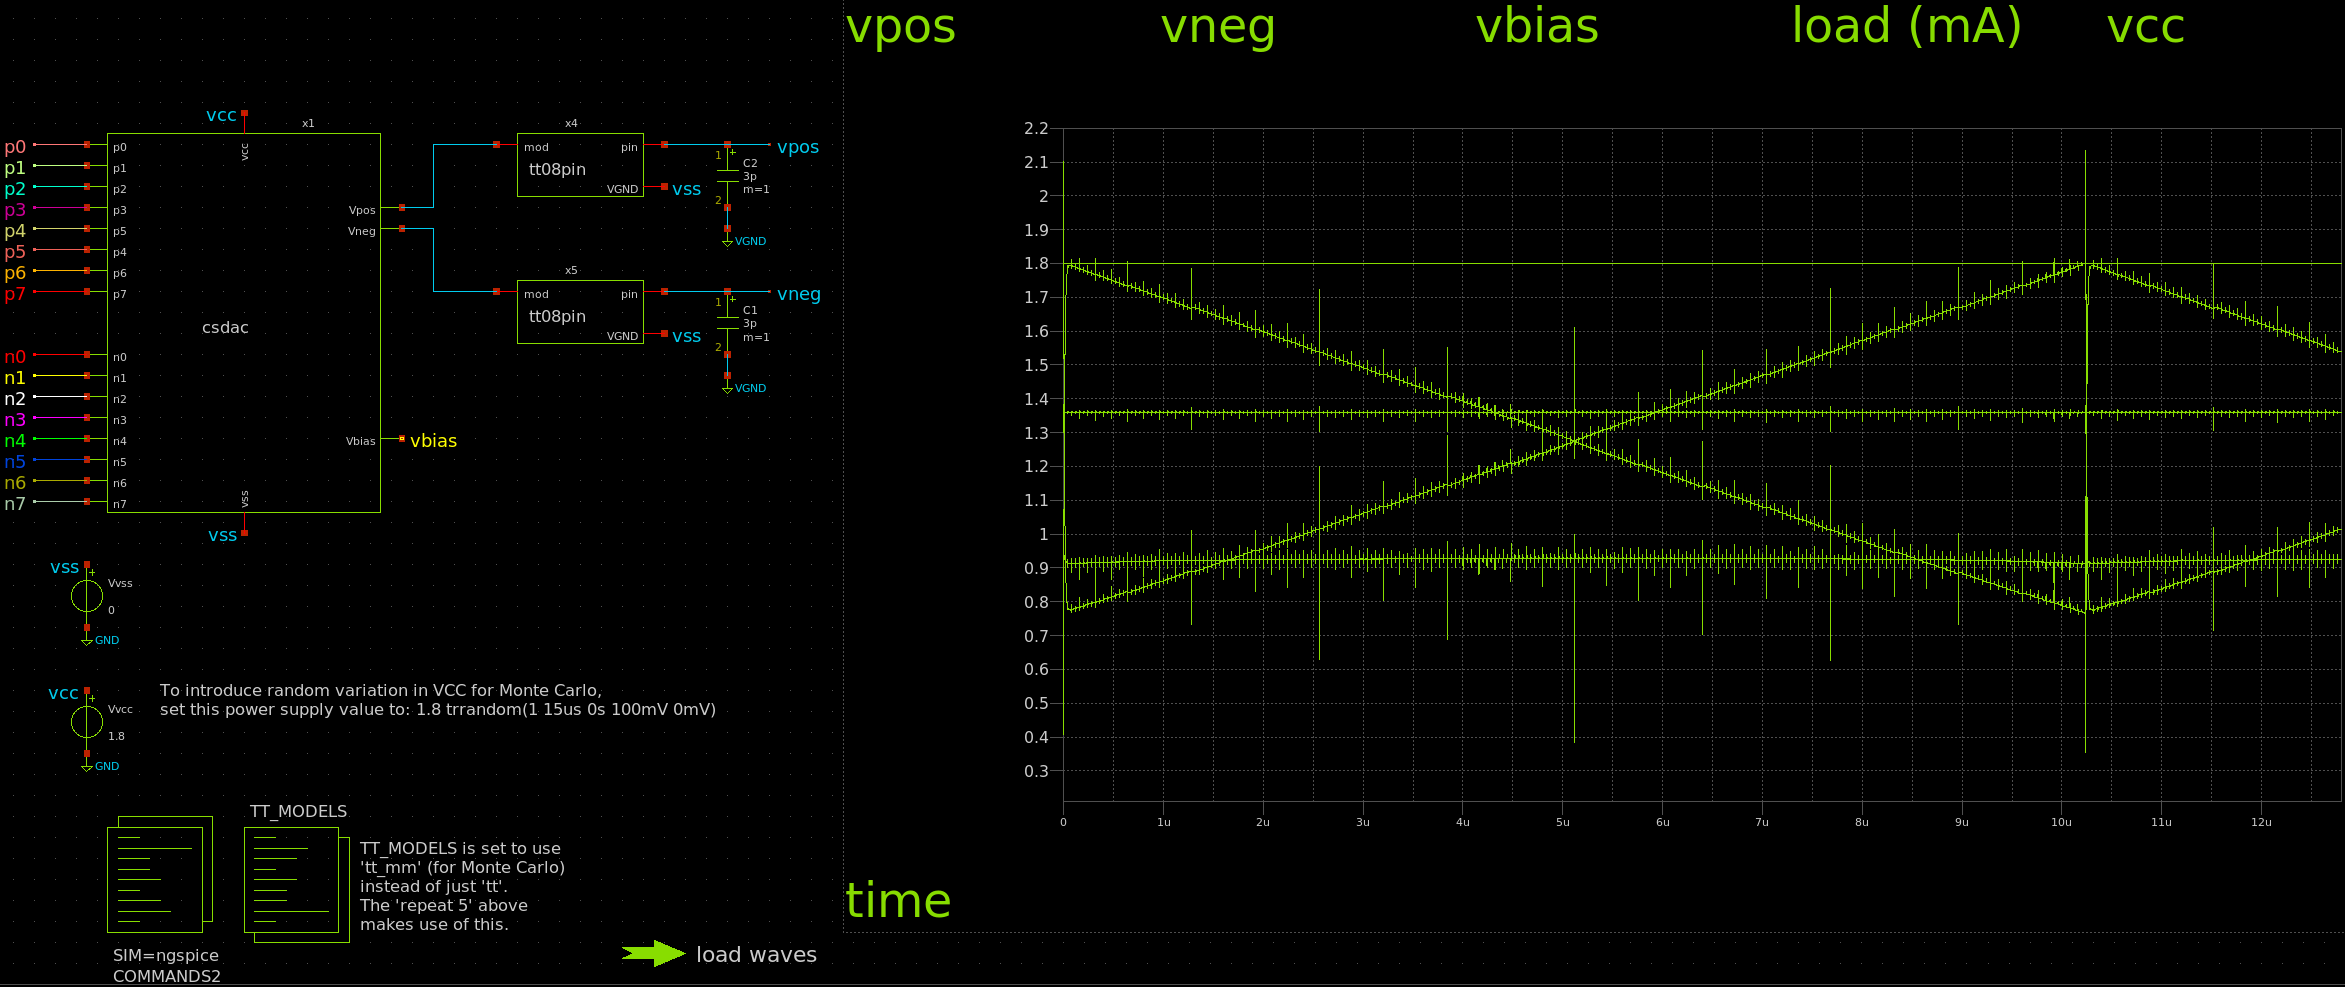 vpos vneg vbias load (mA) vcc
vcc
x1
x4
x5
p0
p1
p2
p3
p4
p5
p6
p7
n0
n1
n2
n3
n4
n5
n6
n7
vcc
p0
p1
p2
p3
p5
p4
p6
p7
csdac
n0
n1
n2
n3
n4
n5
n6
n7
vss
vss
Vpos
Vneg
Vbias
vbias
mod pin
tt08pin
VGND
vss
vpos
1
C2
3p
m=1
2
VGND
mod pin
tt08pin
VGND
vss
vneg
1
C1
3p
m=1
2
VGND
vss
+
Vvss
0
GND
vcc
+
Vvcc
1.8
GND
To introduce random variation in VCC for Monte Carlo,
set this power supply value to: 1.8 trrandom(1 15us 0s 100mV 0mV)
TT_MODELS
TT_MODELS is set to use
'tt_mm' (for Monte Carlo)
instead of just 'tt'.
The 'repeat 5' above
makes use of this.
SIM=ngspice
COMMANDS2
load waves
2.2
2.1
2
1.9
1.8
1.7
1.6
1.5
1.4
1.3
1.2
1.1
1
0.9
0.8
0.7
0.6
0.5
0.4
0.3
0 1u 2u 3u 4u 5u 6u 7u 8u 9u 10u 11u 12u
time